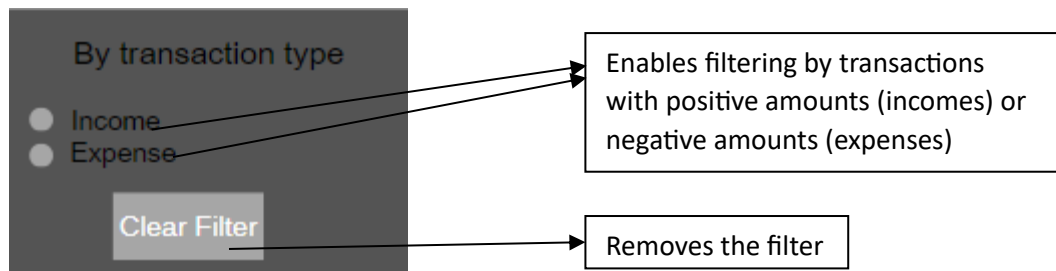 By transaction type
Income
Expense
Clear Filter
Enables filtering by transactions
with positive amounts (incomes) or
negative amounts (expenses)
Removes the filter